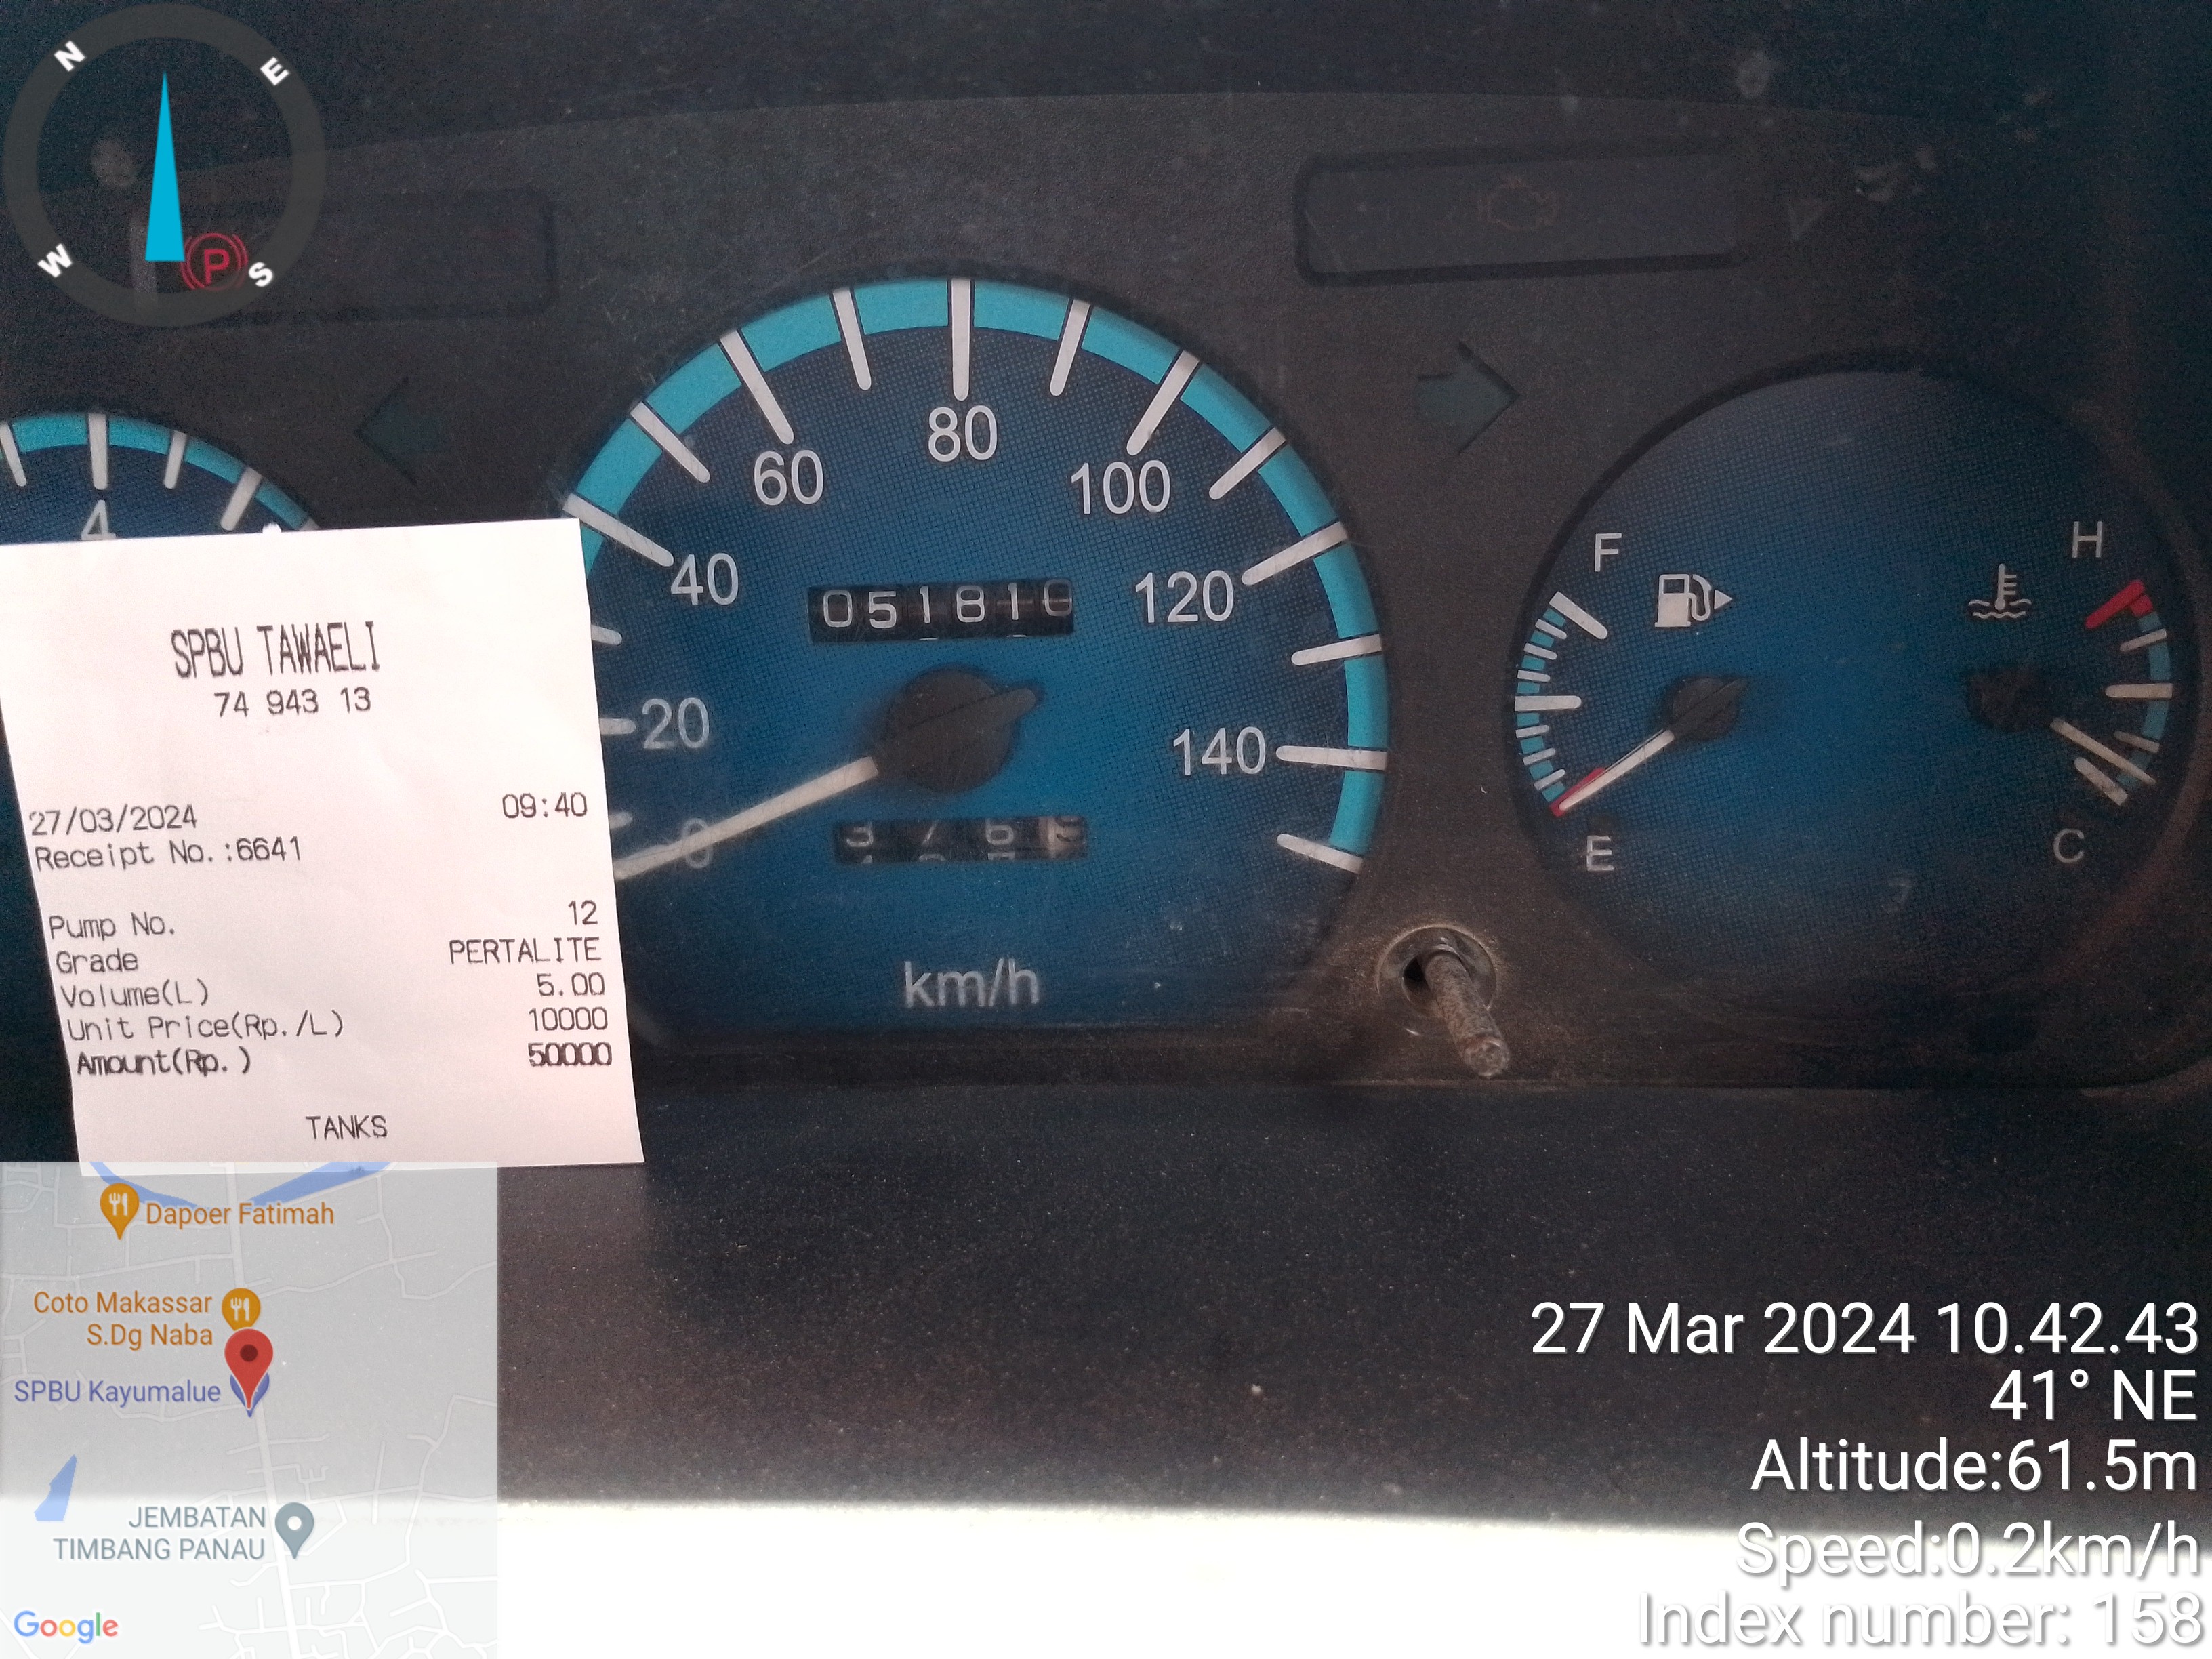 N
E
W
S
P
4
SPBU TAWAELI
74 943 13
27/03/2024 09:40
Receipt No.:6641
Pump No. 12
Grade PERTALITE
Volume(L) 5.00
Unit Price(Rp./L) 10000
Amount(Rp.) 50000
TANKS
0
20
40
60
80
100
120
140
05181
km/h
F
E
H
C
Dapoer Fatimah
Coto Makassar
S.Dg Naba
SPBU Kayumalue
JEMBATAN
TIMBANG PANAU
Google
27 Mar 2024 10.42.43
41° NE
Altitude:61.5m
Speed:0.2km/h
Index number: 158